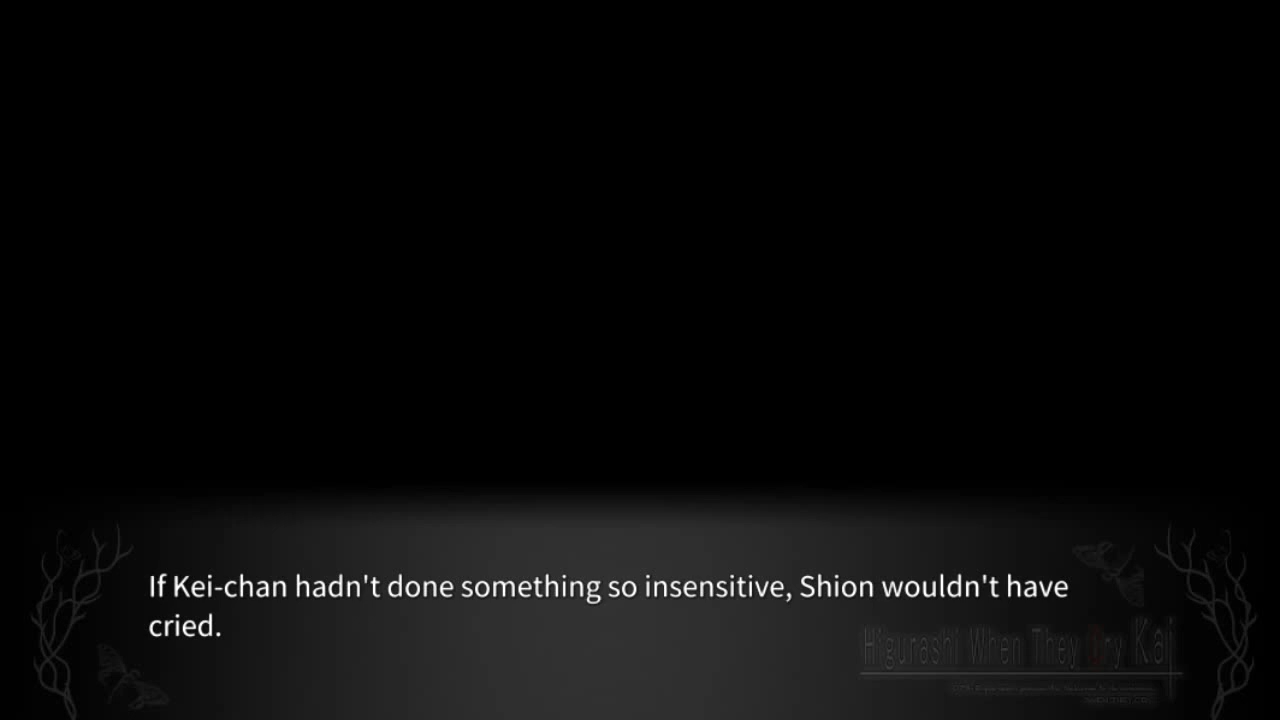 If Kei-chan hadn't done something so insensitive, Shion wouldn't have
cried.
Higurashi When They Cry Kai